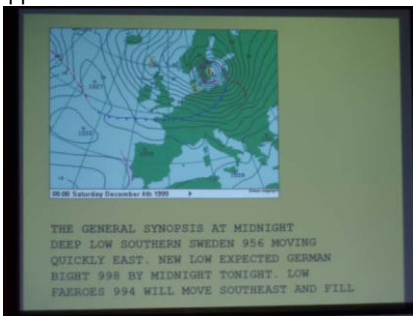 00:00 Saturday December 4th 1999
THE GENERAL SYNOPSIS AT MIDNIGHT
DEEP LOW SOUTHERN SWEDEN 956 MOVING
QUICKLY EAST. NEW LOW EXPECTED GERMAN
BIGHT 998 BY MIDNIGHT TONIGHT. LOW
FAEROES 994 WILL MOVE SOUTHEAST AND FILL